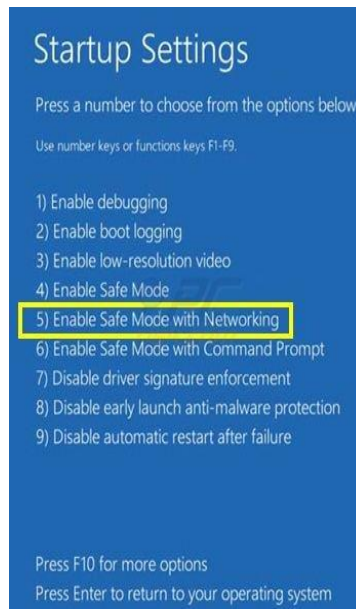 Startup Settings
Press a number to choose from the options below
Use number keys or functions keys F1-F9.
1) Enable debugging
2) Enable boot logging
3) Enable low-resolution video
4) Enable Safe Mode
5) Enable Safe Mode with Networking
6) Enable Safe Mode with Command Prompt
7) Disable driver signature enforcement
8) Disable early launch anti-malware protection
9) Disable automatic restart after failure
Press F10 for more options
Press Enter to return to your operating system